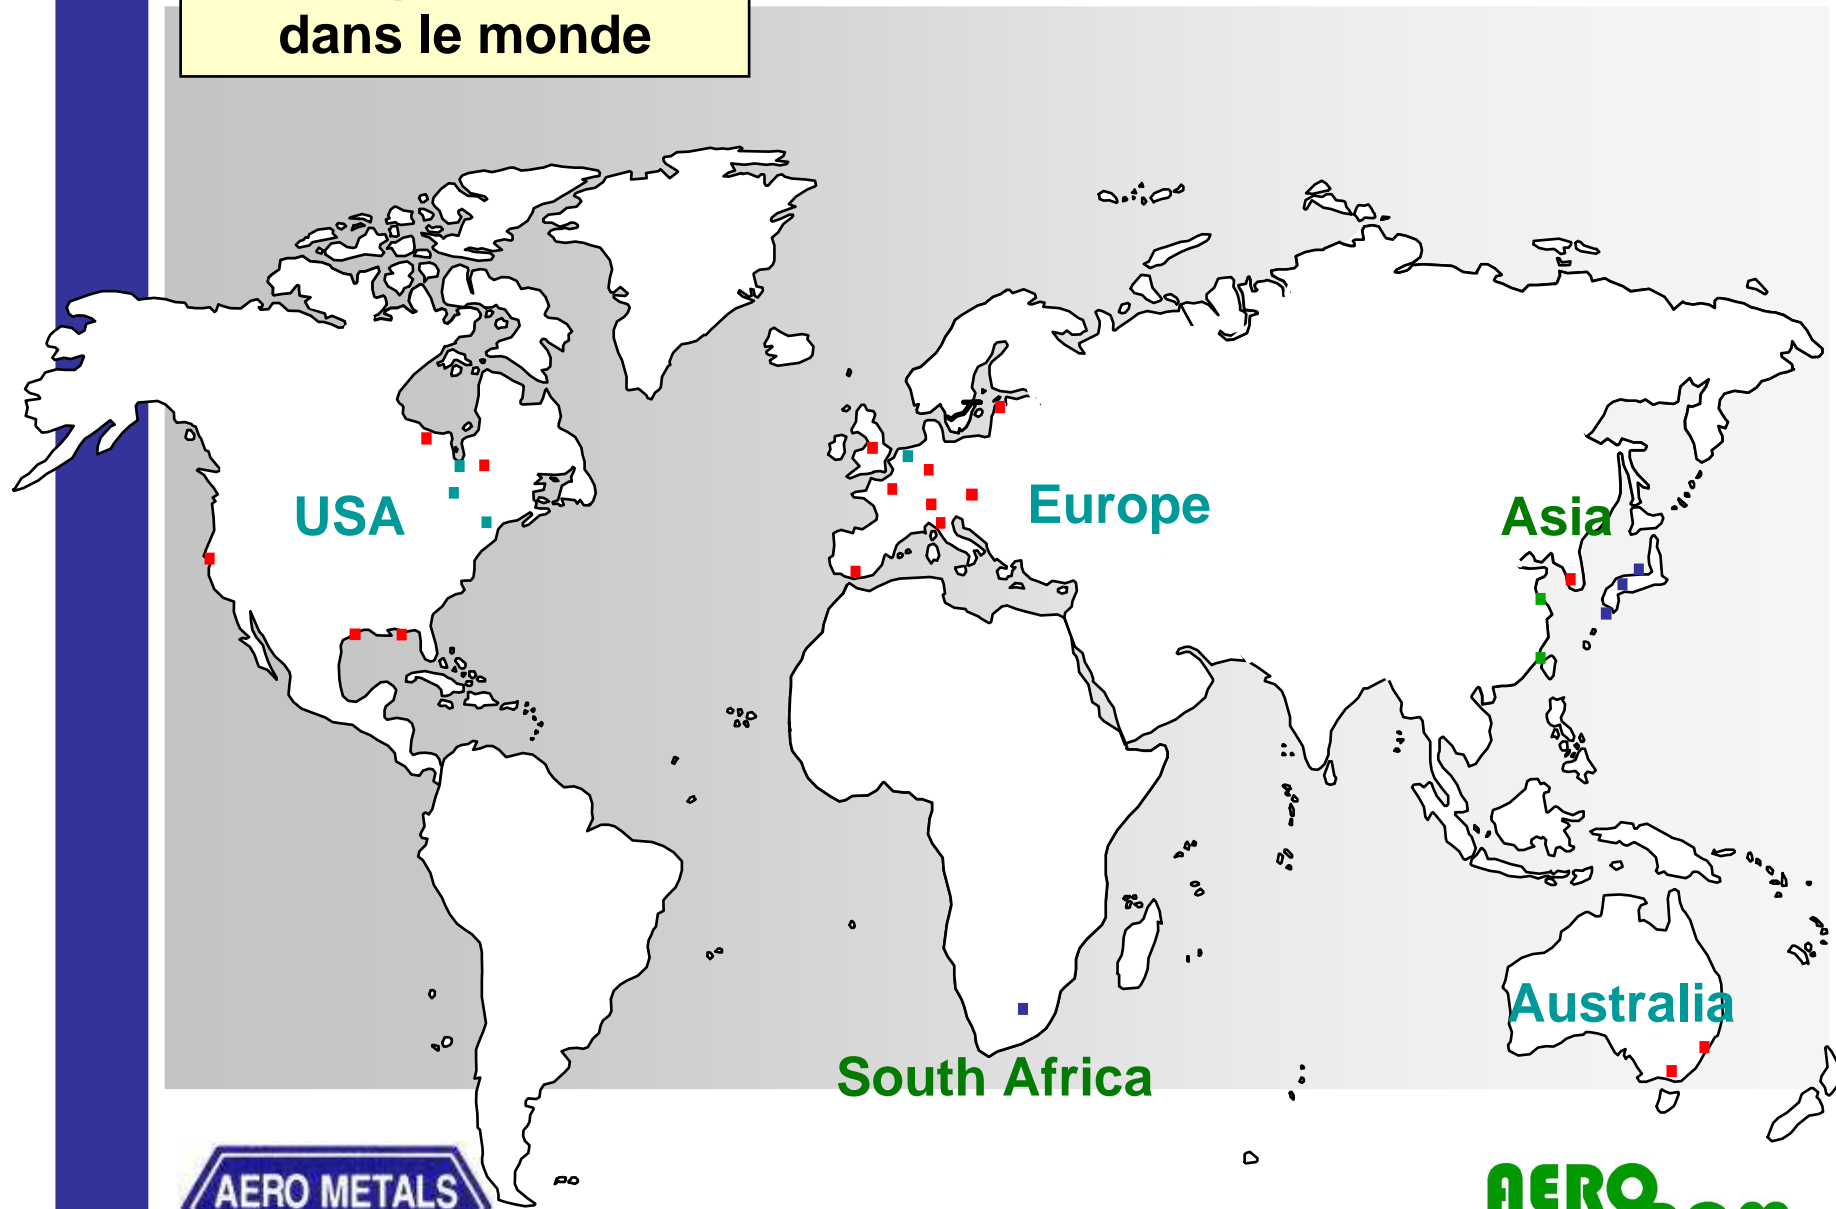 dans le monde
USA
Europe
Asia
Australia
South Africa
AERO METALS
AERO